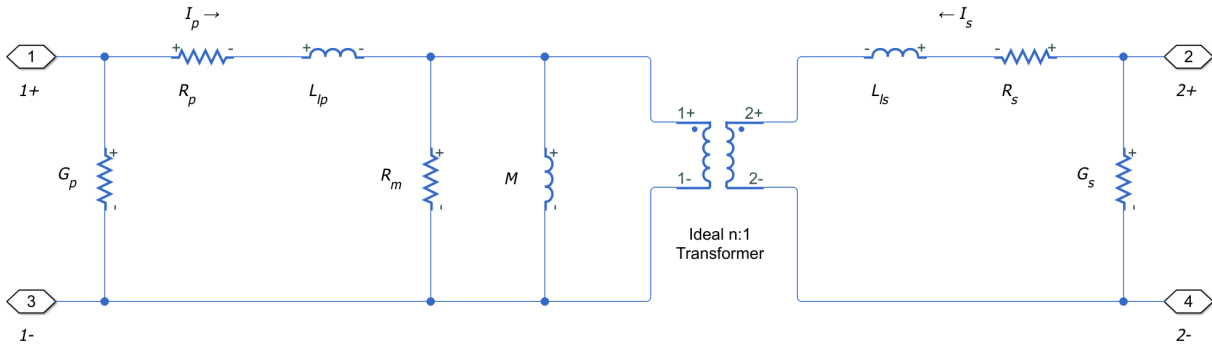 I_p →
← I_s
1
2
1+
2+
+ -
+ -
- +
- +
R_p
L_lp
L_ls
R_s
1+
2+
G_p
+
-
R_m
+
-
M
+
-
1-
2-
G_s
+
-
Ideal n:1
Transformer
3
4
1-
2-